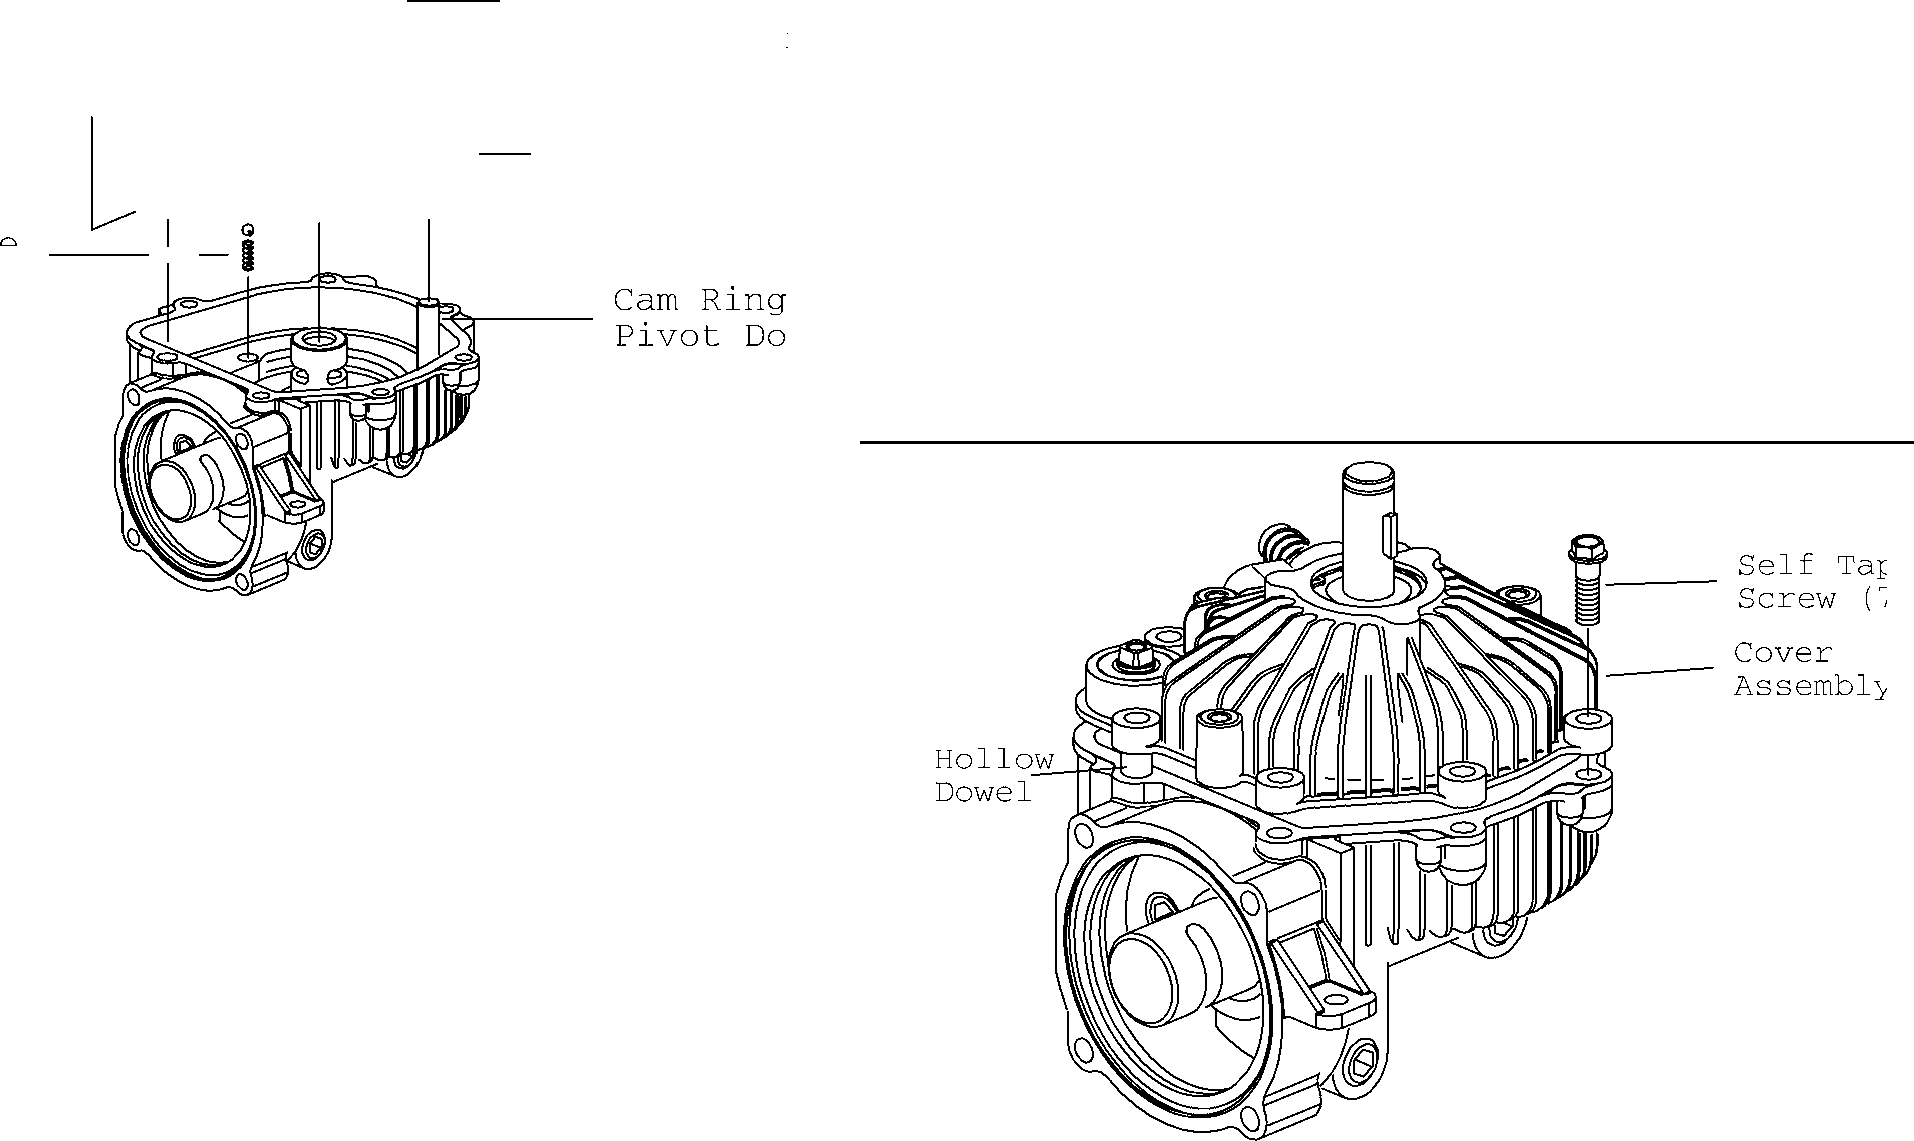 Cam Ring
Pivot Do
Self Tap
Screw (7
Cover
Assembly
Hollow
Dowel